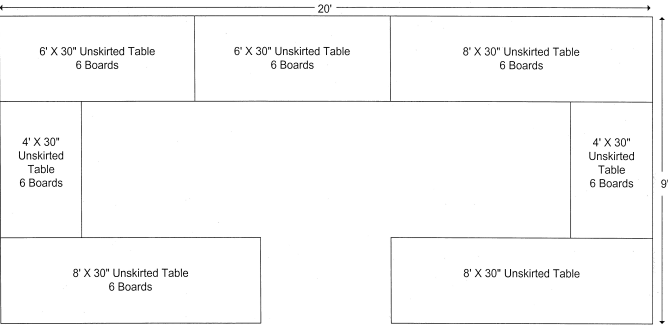 20'
6' X 30" Unskirted Table
6 Boards
6' X 30" Unskirted Table
6 Boards
8' X 30" Unskirted Table
6 Boards
4' X 30"
Unskirted
Table
6 Boards
4' X 30"
Unskirted
Table
6 Boards
9'
8' X 30" Unskirted Table
6 Boards
8' X 30" Unskirted Table